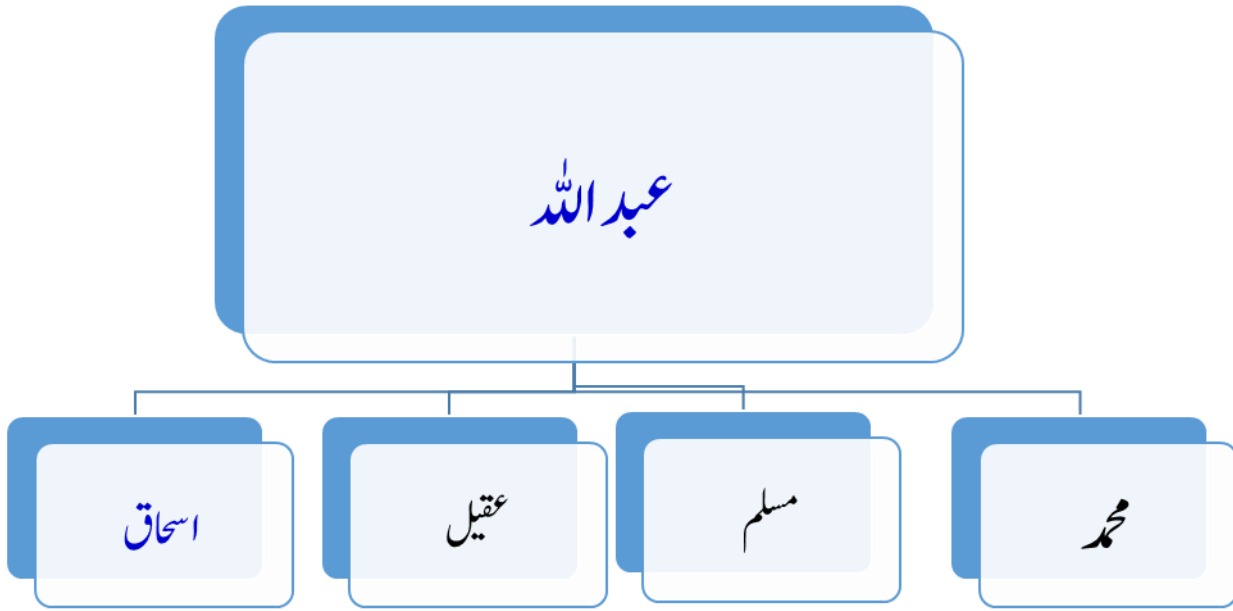 عبد اللہ
محمد
مسلم
عقیل
اسحاق